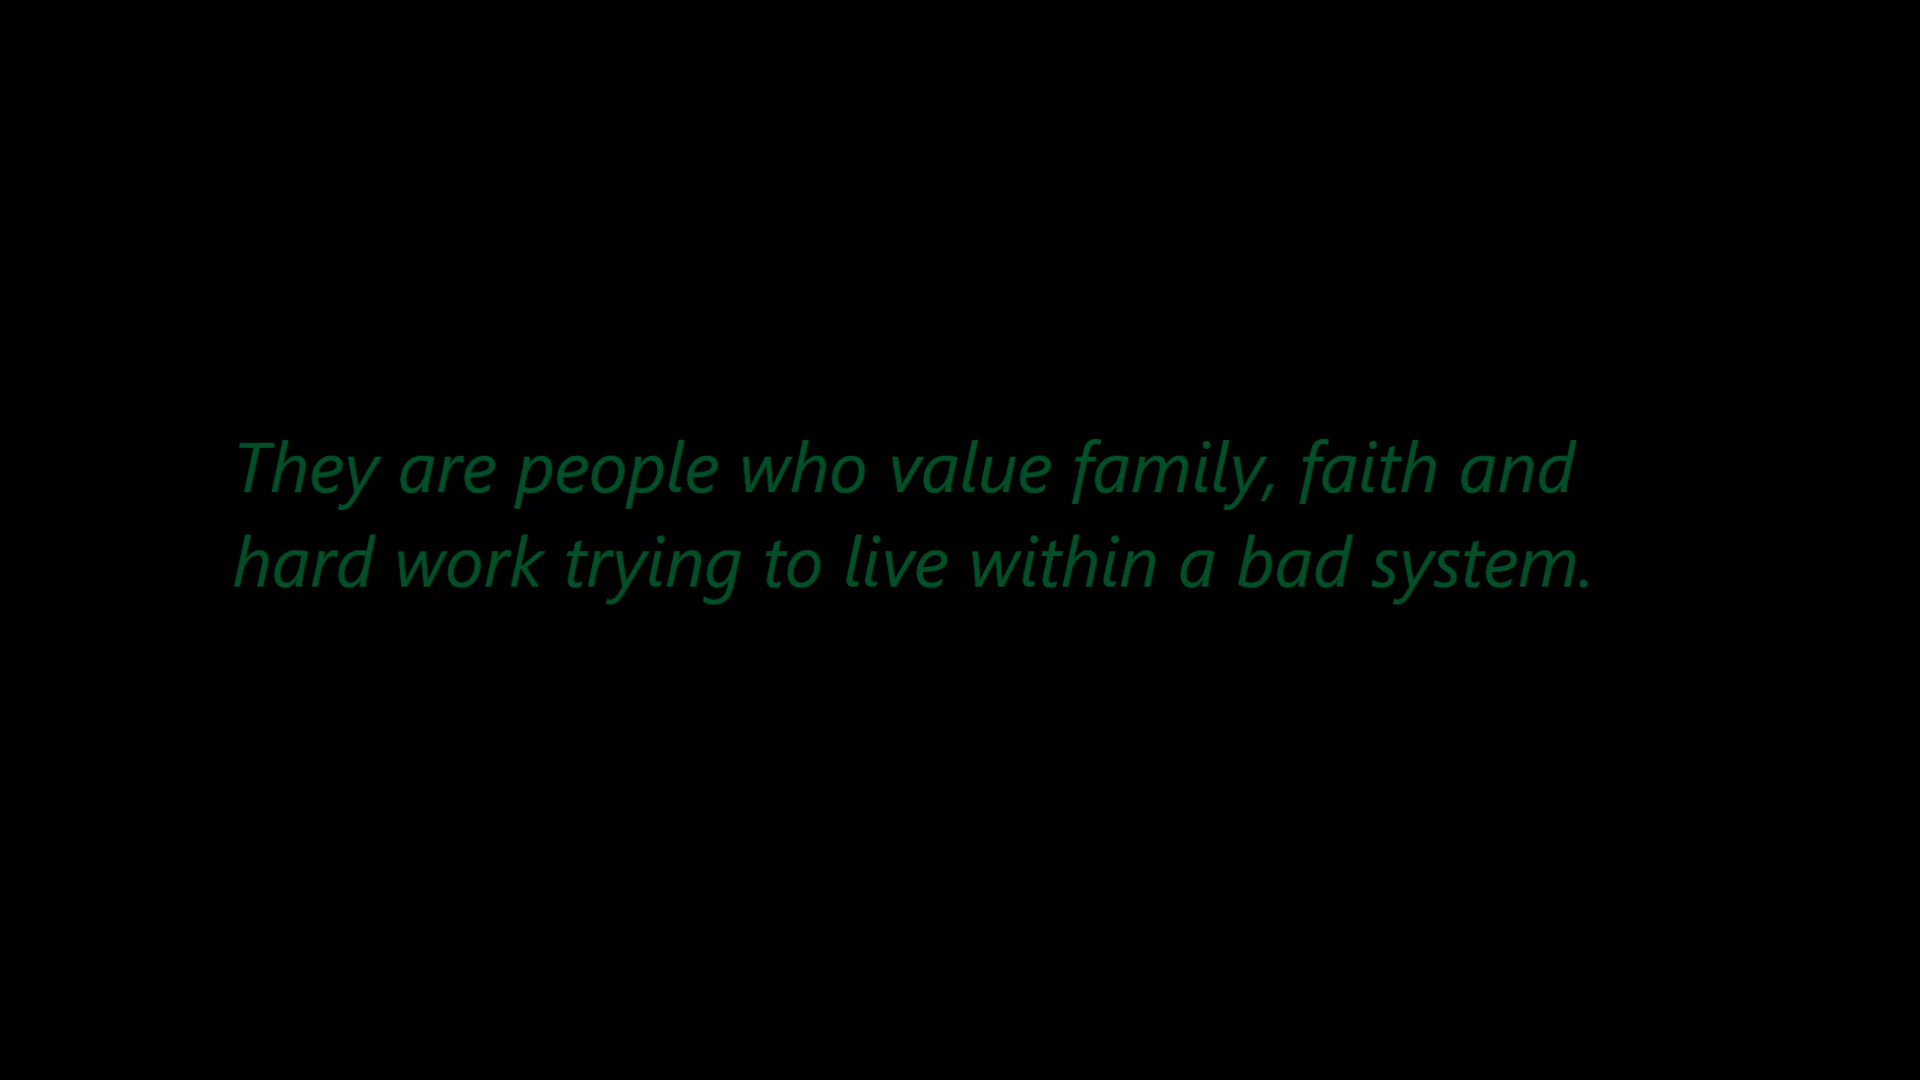 They are people who value family, faith and
hard work trying to live within a bad system.